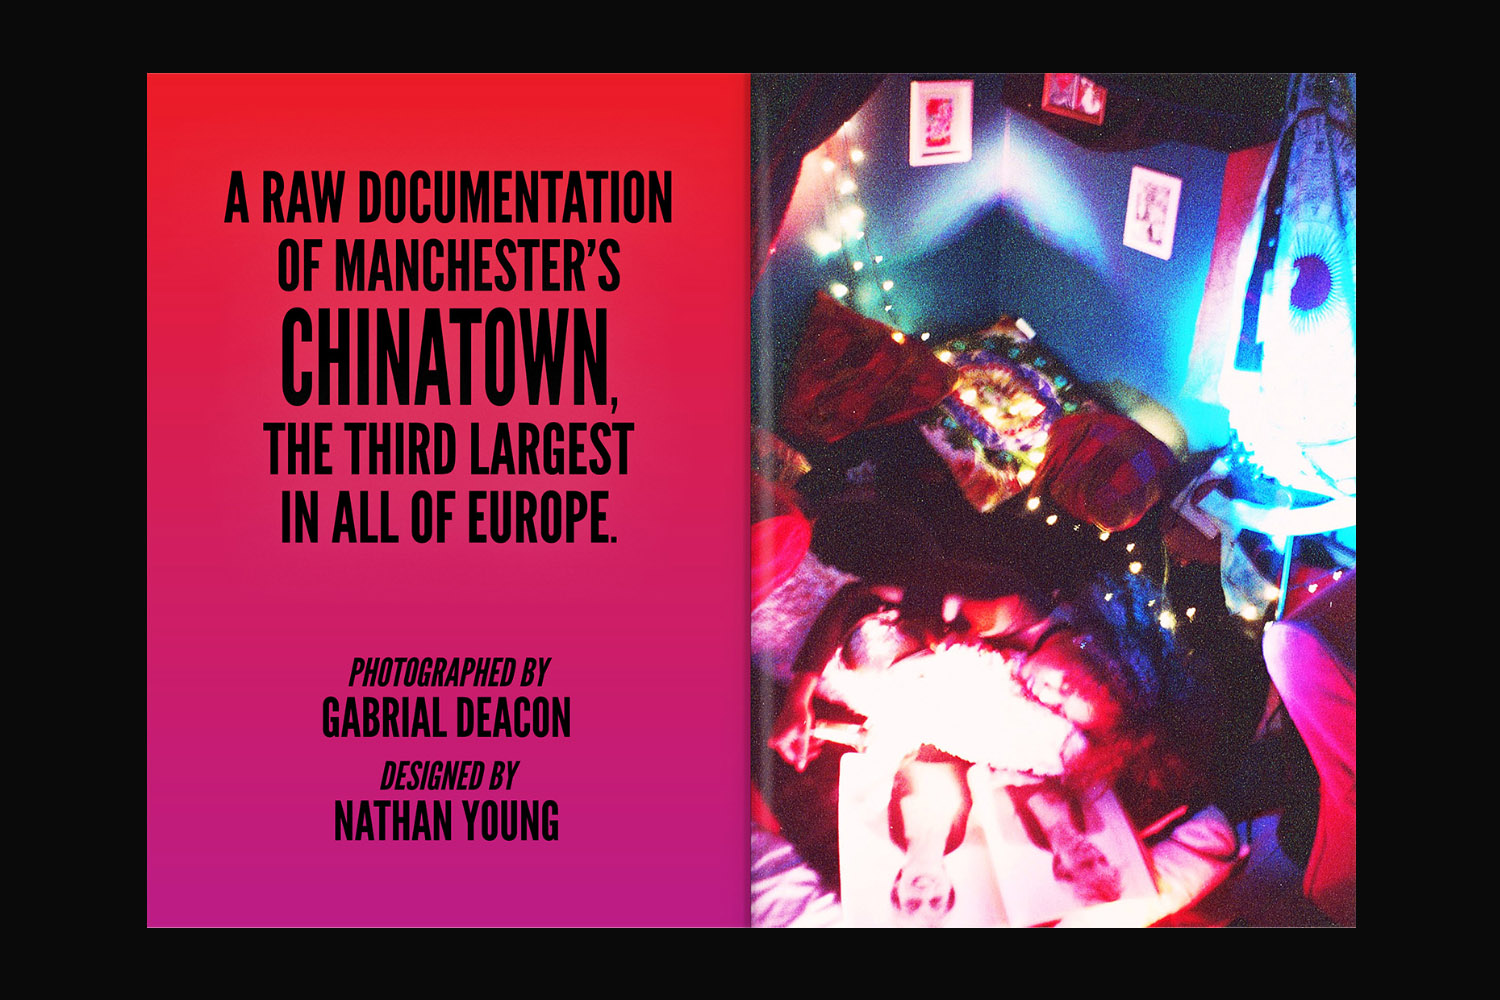 A RAW DOCUMENTATION
OF MANCHESTER’S
CHINATOWN,
THE THIRD LARGEST
IN ALL OF EUROPE.
PHOTOGRAPHED BY
GABRIAL DEACON
DESIGNED BY
NATHAN YOUNG